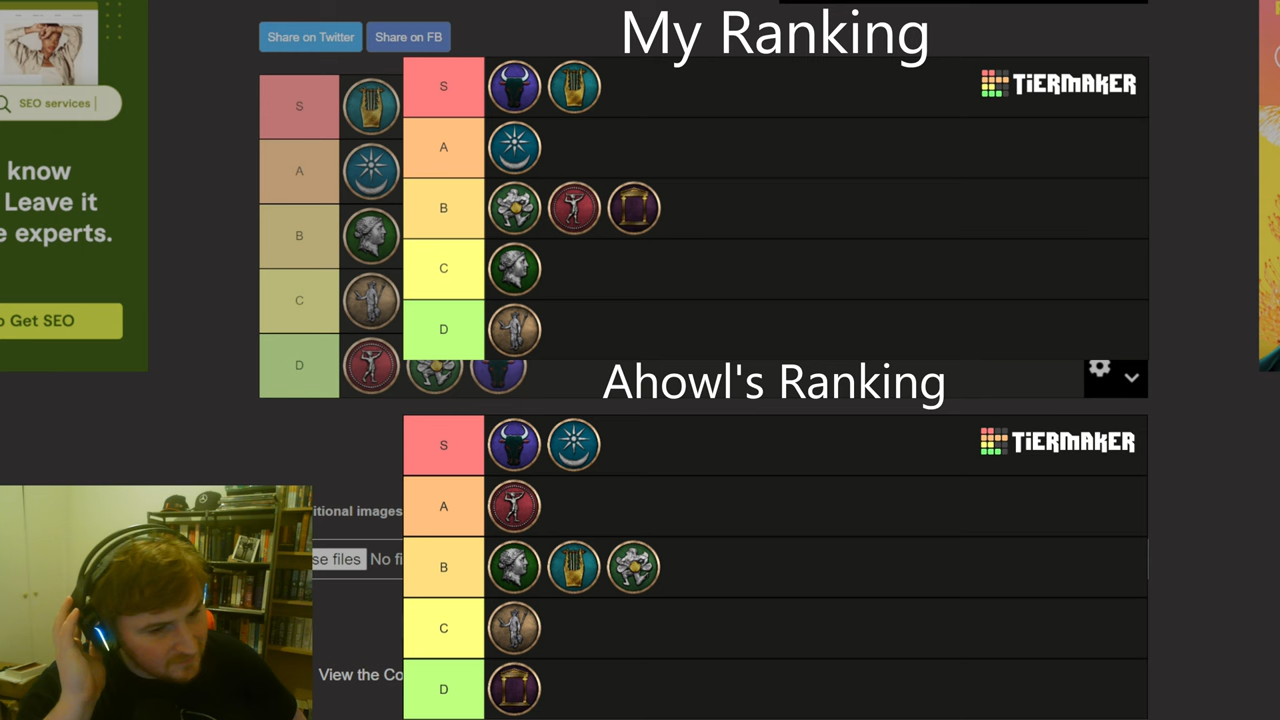 My Ranking
Share on Twitter
Share on FB
S
A
B
C
D
S
A
B
C
D
TIERMAKER
SEO services
know
Leave it
e experts.
o Get SEO
Ahowl's Ranking
S
A
B
C
D
TIERMAKER
itional images
se files No fi
View the Co